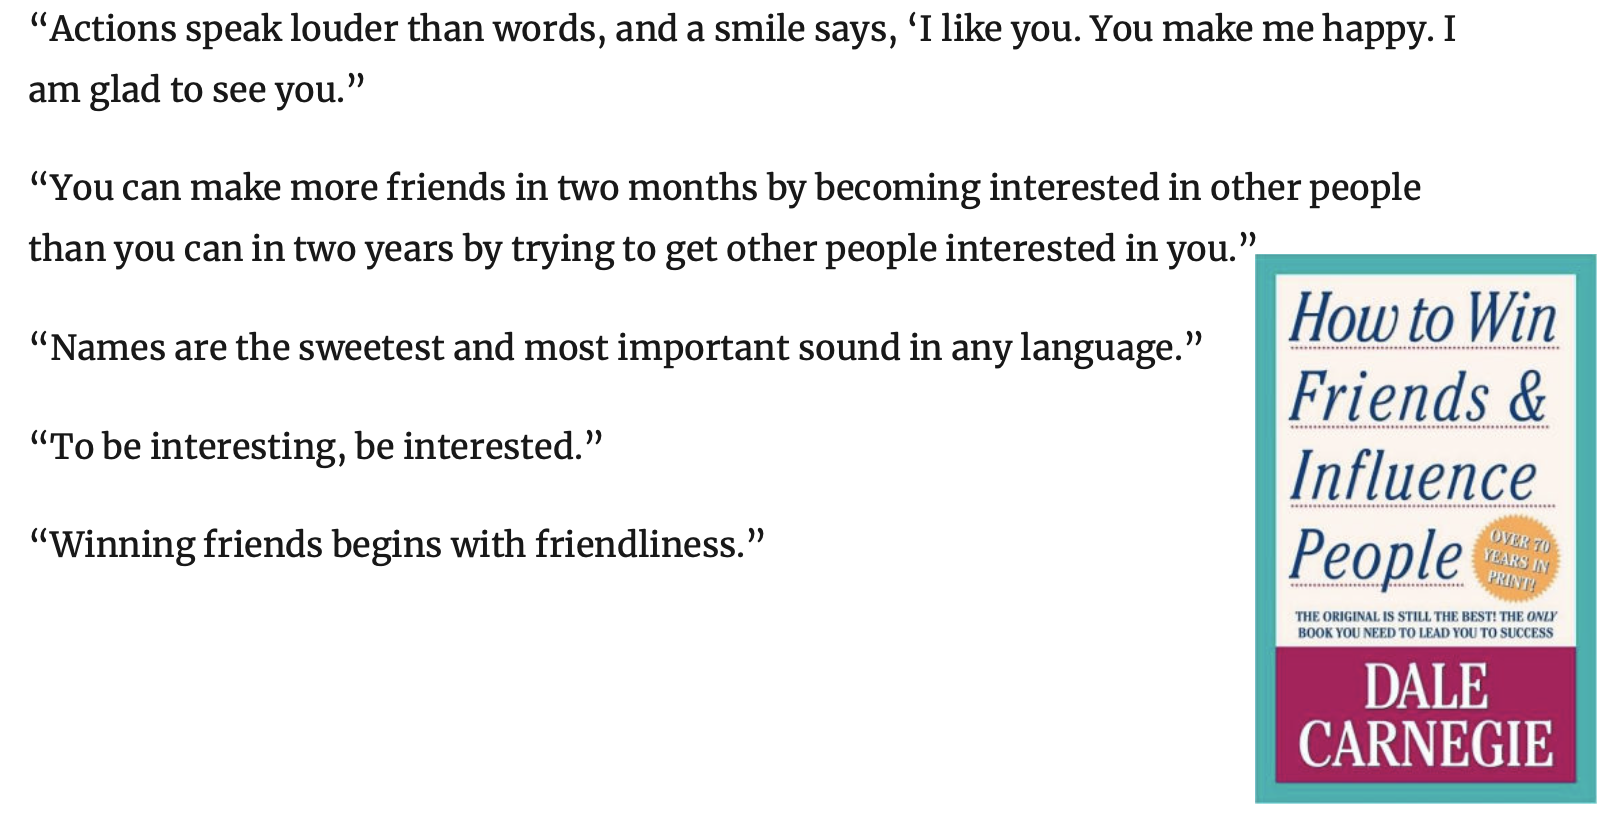 “Actions speak louder than words, and a smile says, ‘I like you. You make me happy. I
am glad to see you.”
“You can make more friends in two months by becoming interested in other people
than you can in two years by trying to get other people interested in you.”
“Names are the sweetest and most important sound in any language.”
“To be interesting, be interested.”
“Winning friends begins with friendliness.”
How to Win
Friends &
Influence
People
OVER 70
YEARS IN
PRINT!
THE ORIGINAL IS STILL THE BEST! THE ONLY
BOOK YOU NEED TO LEAD YOU TO SUCCESS
DALE
CARNEGIE